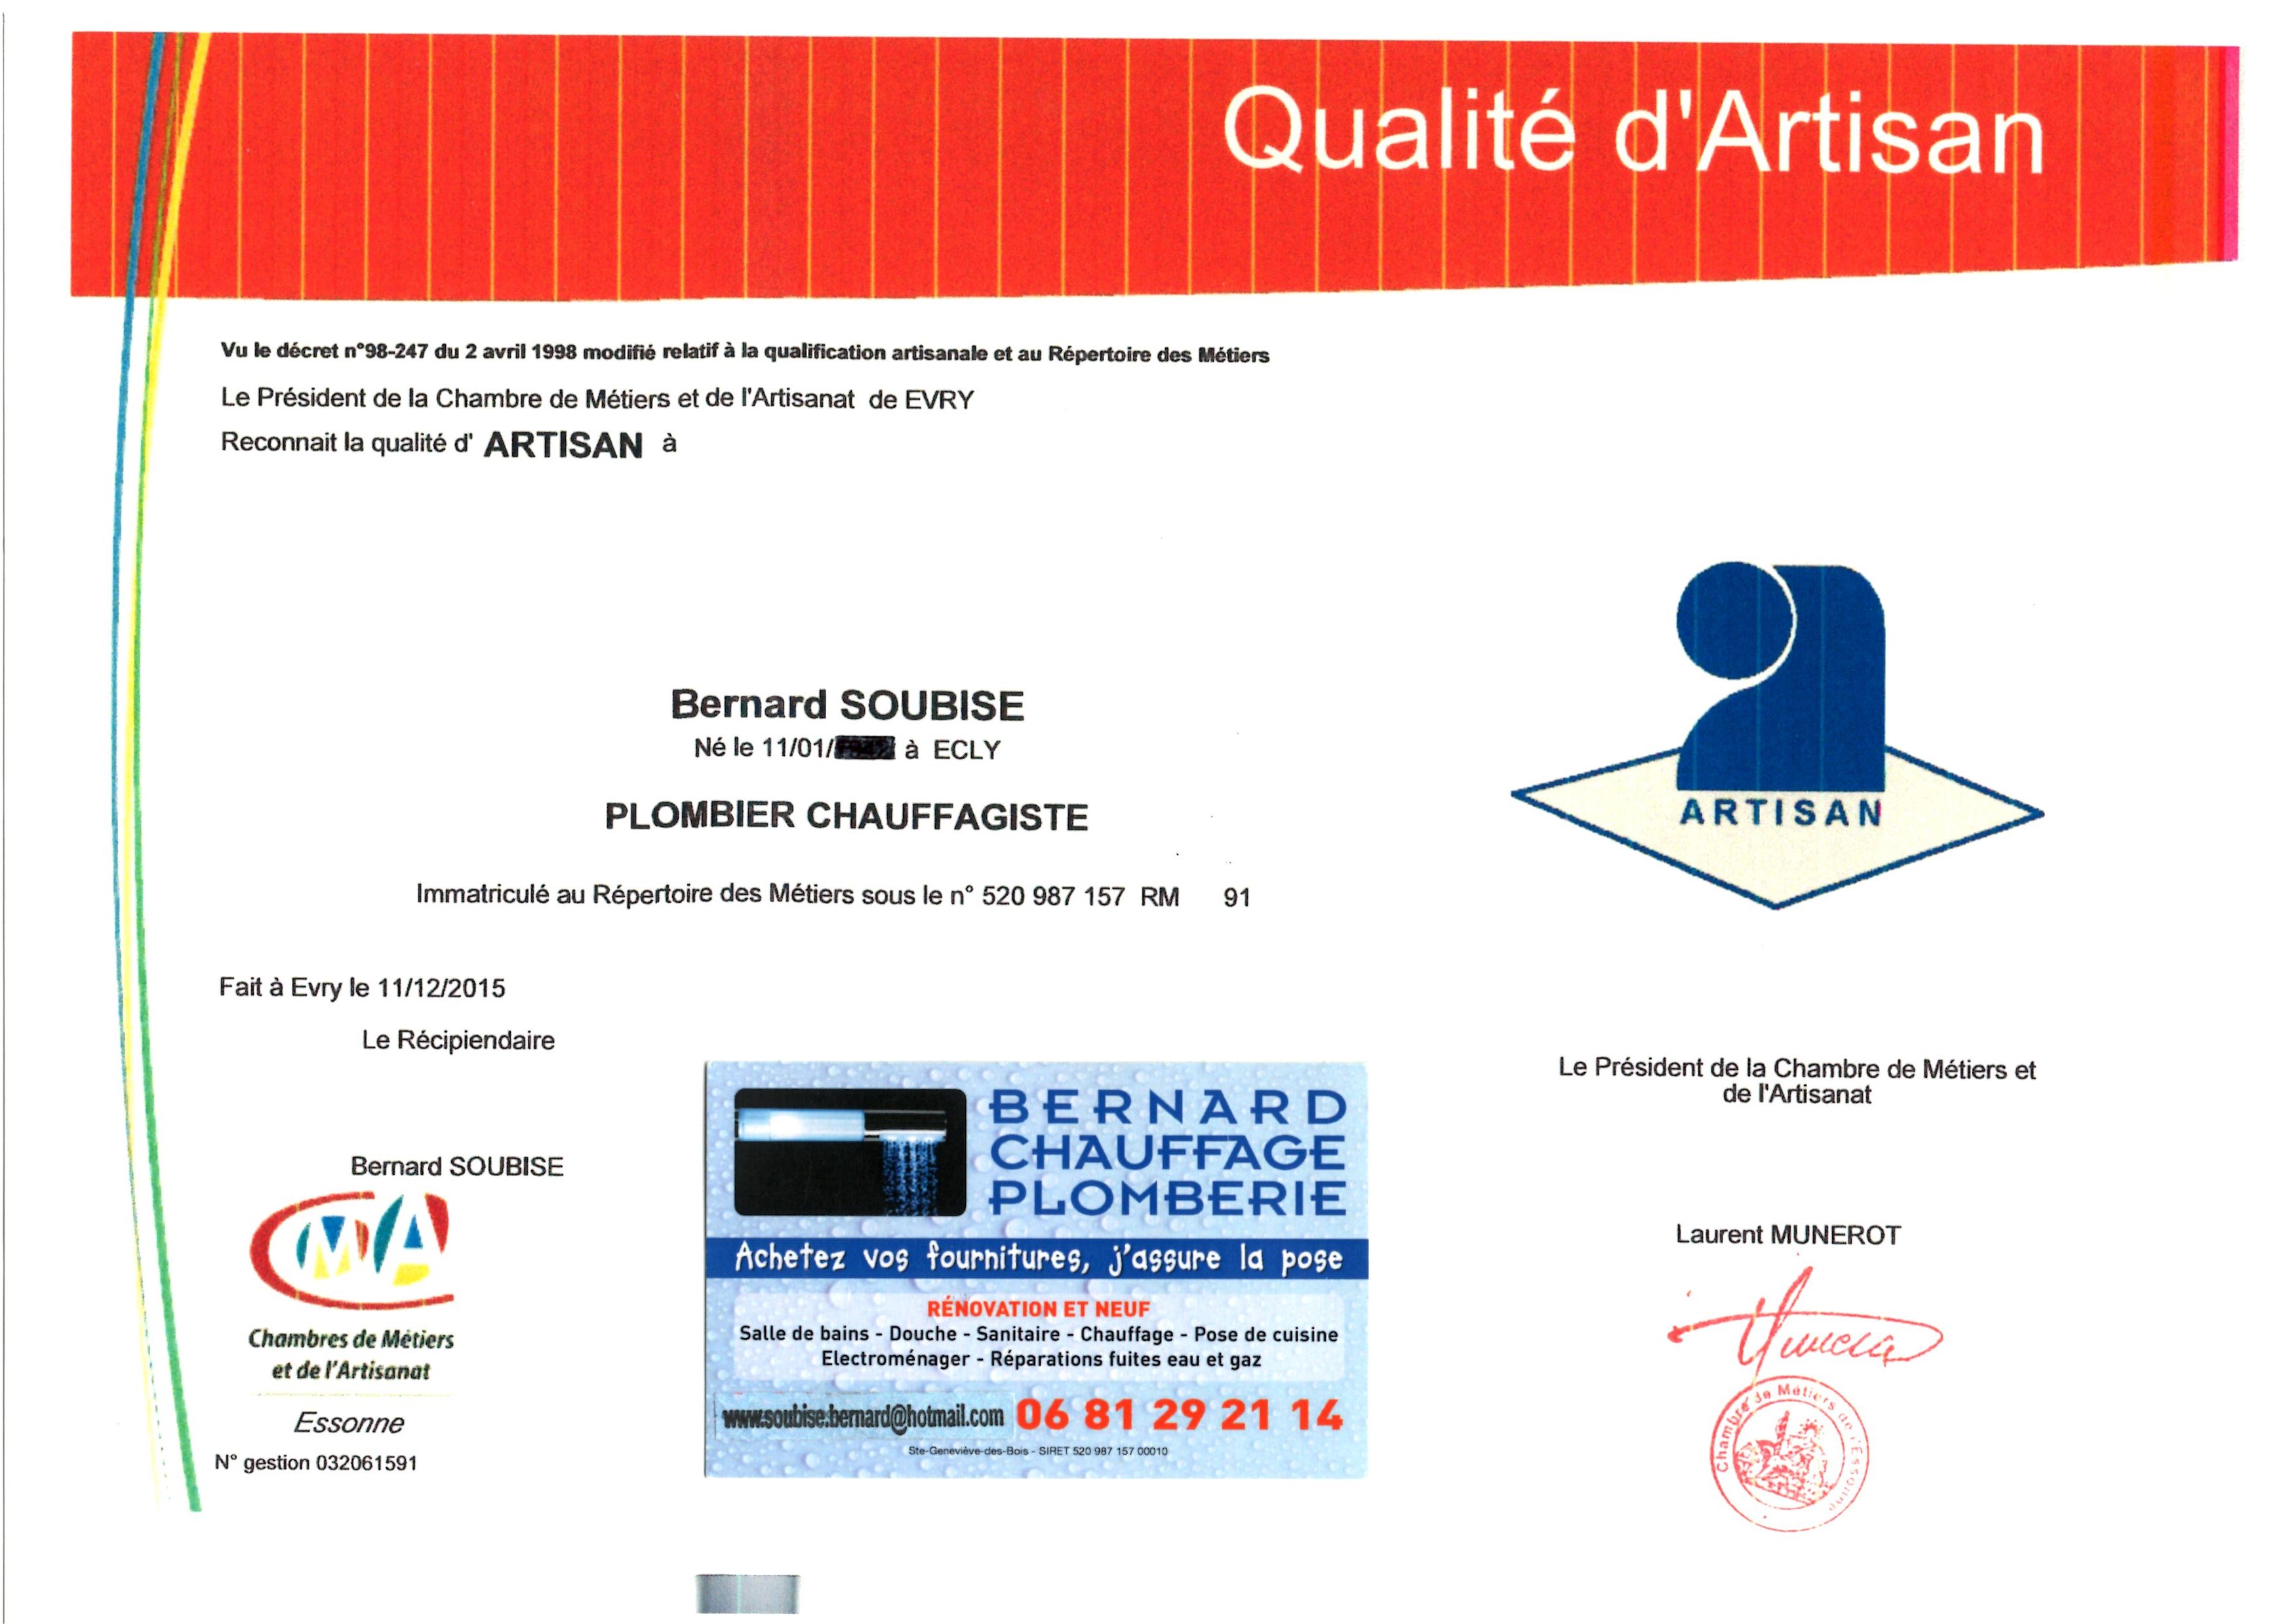 Qualité d'Artisan
Vu le décret n°98-247 du 2 avril 1998 modifié relatif à la qualification artisanale et au Répertoire des Métiers
Le Président de la Chambre de Métiers et de l'Artisanat de EVRY
Reconnait la qualité d' ARTISAN à
Bernard SOUBISE
Né le 11/01/ à ECLY
PLOMBIER CHAUFFAGISTE
Immatriculé au Répertoire des Métiers sous le n° 520 987 157 RM 91
ARTISAN
Fait à Evry le 11/12/2015
Le Récipiendaire
Bernard SOUBISE
CMA
Chambres de Métiers
et de l'Artisanat
Essonne
N° gestion 032061591
BERNARD
CHAUFFAGE
PLOMBERIE
Achetez vos fournitures, j'assure la pose
RÉNOVATION ET NEUF
Salle de bains - Douche - Sanitaire - Chauffage - Pose de cuisine
Electroménager - Réparations fuites eau et gaz
www.soubise.bernard@hotmail.com 06 81 29 21 14
Ste-Geneviève-des-Bois - SIRET 520 987 157 00010
Le Président de la Chambre de Métiers et
de l'Artisanat
Laurent MUNEROT
Chambre de Métiers de l'Essonne